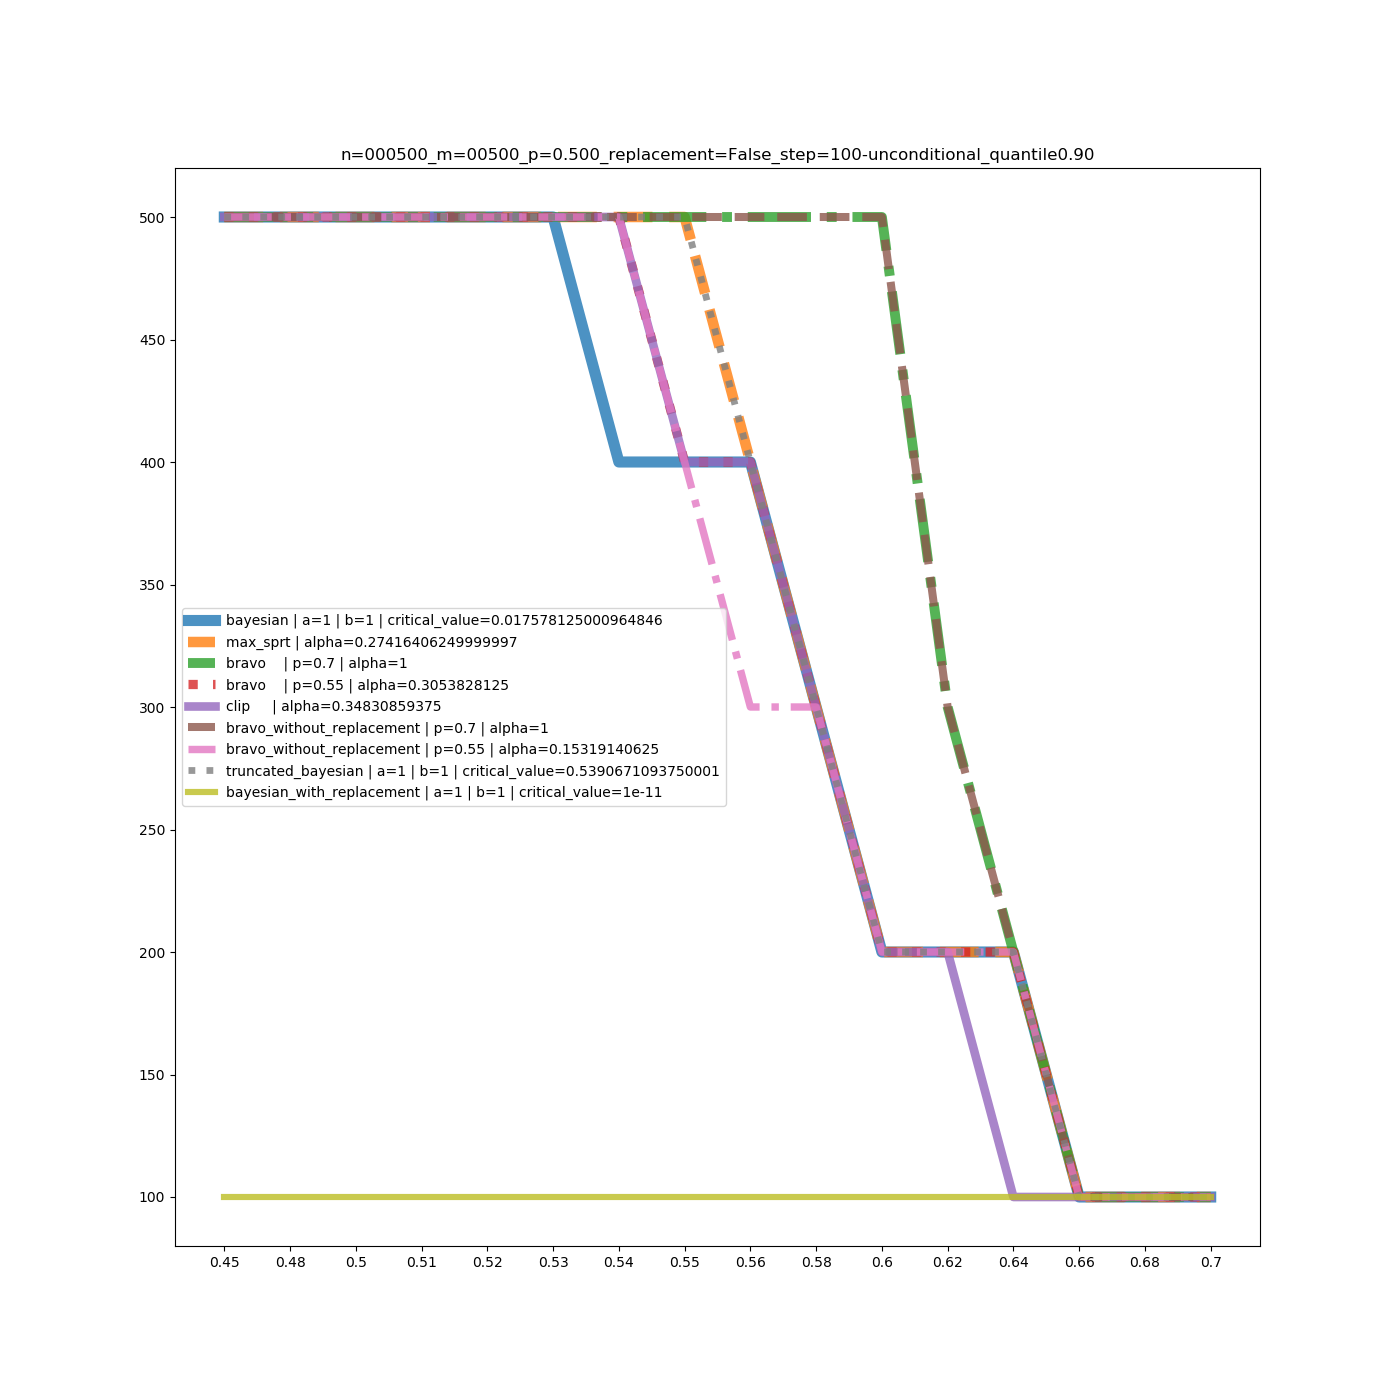 n=000500_m=00500_p=0.500_replacement=False_step=100-unconditional_quantile0.90
500
450
400
350
300
250
200
150
100
bayesian | a=1 | b=1 | critical_value=0.017578125000964846
max_sprt | alpha=0.27416406249999997
bravo | p=0.7 | alpha=1
bravo | p=0.55 | alpha=0.3053828125
clip | alpha=0.34830859375
bravo_without_replacement | p=0.7 | alpha=1
bravo_without_replacement | p=0.55 | alpha=0.15319140625
truncated_bayesian | a=1 | b=1 | critical_value=0.5390671093750001
bayesian_with_replacement | a=1 | b=1 | critical_value=1e-11
0.45 0.48 0.5 0.51 0.52 0.53 0.54 0.55 0.56 0.58 0.6 0.62 0.64 0.66 0.68 0.7